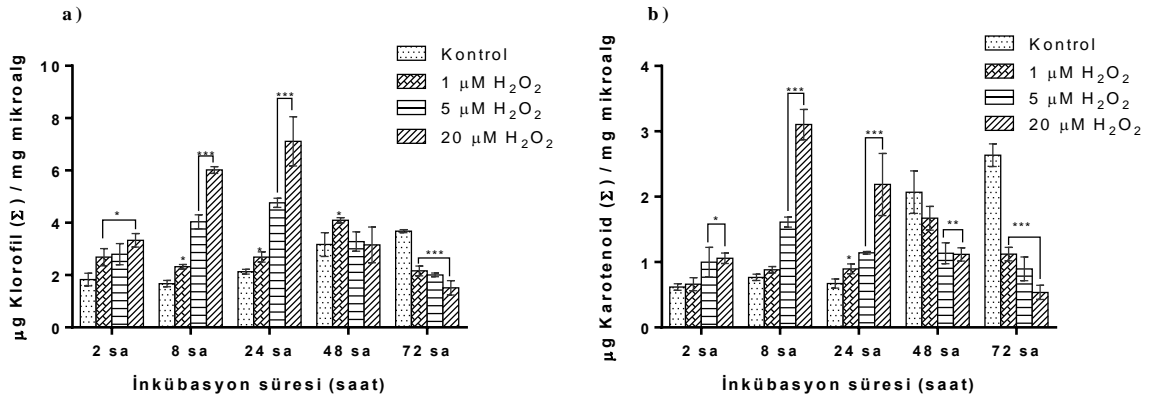 a)
µg Klorofil (Σ) / mg mikroalg
10
8
6
4
2
0
Kontrol
1 µM H₂O₂
5 µM H₂O₂
20 µM H₂O₂
*
*
***
*
***
*
***
2 sa 8 sa 24 sa 48 sa 72 sa
İnkübasyon süresi (saat)
b)
µg Karotenoid (Σ) / mg mikroalg
4
3
2
1
0
Kontrol
1 µM H₂O₂
5 µM H₂O₂
20 µM H₂O₂
*
***
*
***
**
***
2 sa 8 sa 24 sa 48 sa 72 sa
İnkübasyon süresi (saat)